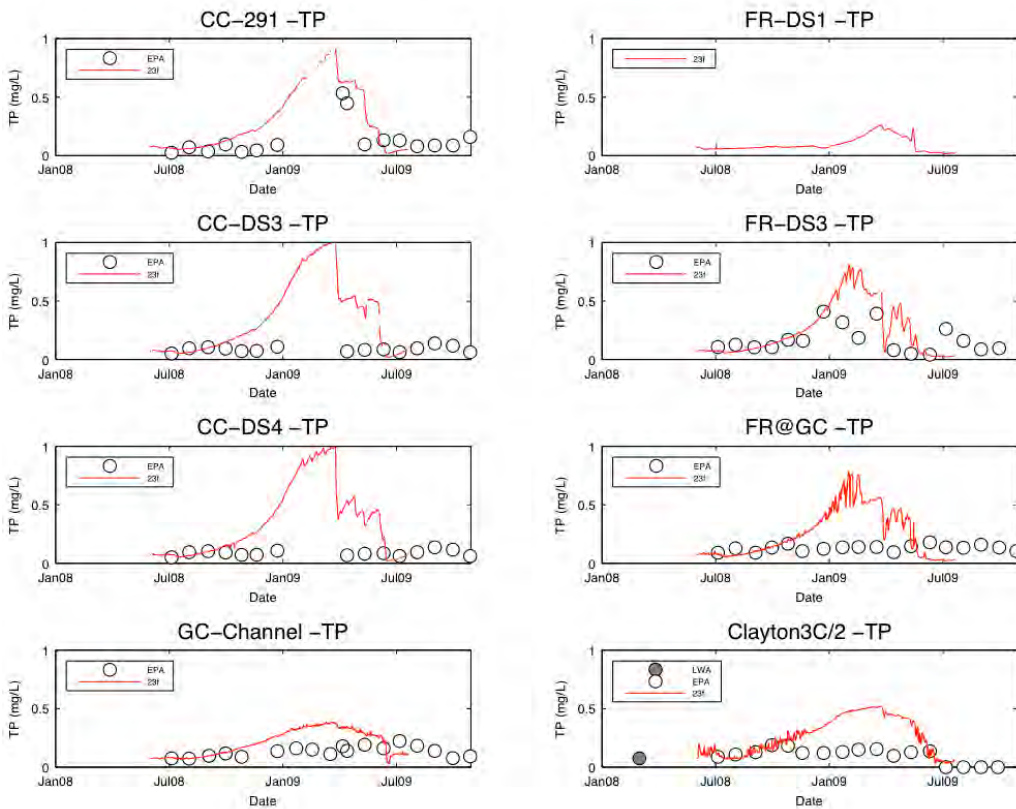 CC-291 -TP
1
0.5
0
TP (mg/L)
EPA
23f
Jan08
Jul08
Jan09
Jul09
Date
FR-DS1 -TP
1
0.5
0
TP (mg/L)
23f
Jan08
Jul08
Jan09
Jul09
Date
CC-DS3 -TP
1
0.5
0
TP (mg/L)
EPA
23f
Jan08
Jul08
Jan09
Jul09
Date
FR-DS3 -TP
1
0.5
0
TP (mg/L)
EPA
23f
Jan08
Jul08
Jan09
Jul09
Date
CC-DS4 -TP
1
0.5
0
TP (mg/L)
EPA
23f
Jan08
Jul08
Jan09
Jul09
Date
FR@GC -TP
1
0.5
0
TP (mg/L)
EPA
23f
Jan08
Jul08
Jan09
Jul09
Date
GC-Channel -TP
1
0.5
0
TP (mg/L)
EPA
23f
Jan08
Jul08
Jan09
Jul09
Date
Clayton3C/2 -TP
1
0.5
0
TP (mg/L)
LWA
EPA
23f
Jan08
Jul08
Jan09
Jul09
Date